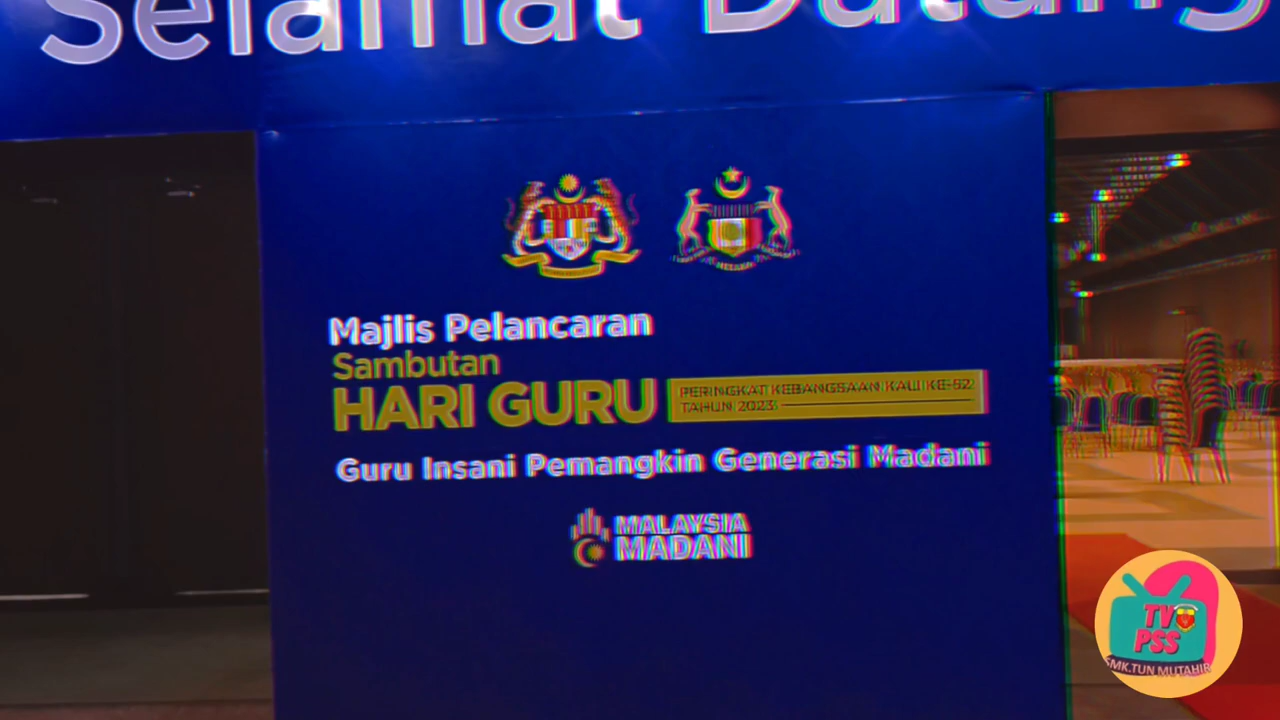 Selamat Datang
MELAKA
Majlis Pelancaran
Sambutan
HARI GURU
PERINGKAT KEBANGSAAN KALI KE-52
TAHUN 2023
Guru Insani Pemangkin Generasi Madani
MALAYSIA
MADANI
TV
PSS
SMK.TUN MUTAHIR